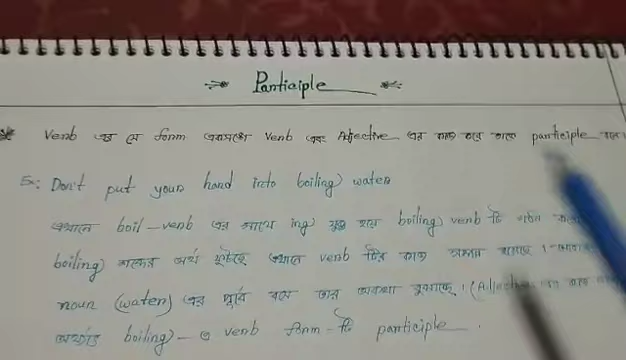 Participle
* Verb এর যে form একসঙ্গে Verb এবং Adjective এর কাজ করে তাকে participle বলে।
Ex: Don't put your hand into boiling water
এখানে boil-verb এর সাথে ing যুক্ত হয়ে boiling verb টি গঠন
boiling শব্দের অর্থ ফুটন্ত এখানে verb টির কাজ
noun (water) এর পূর্বে বসে তার অবস্থা বুঝাচ্ছে। (Adjective
boiling - verb form - টি participle.